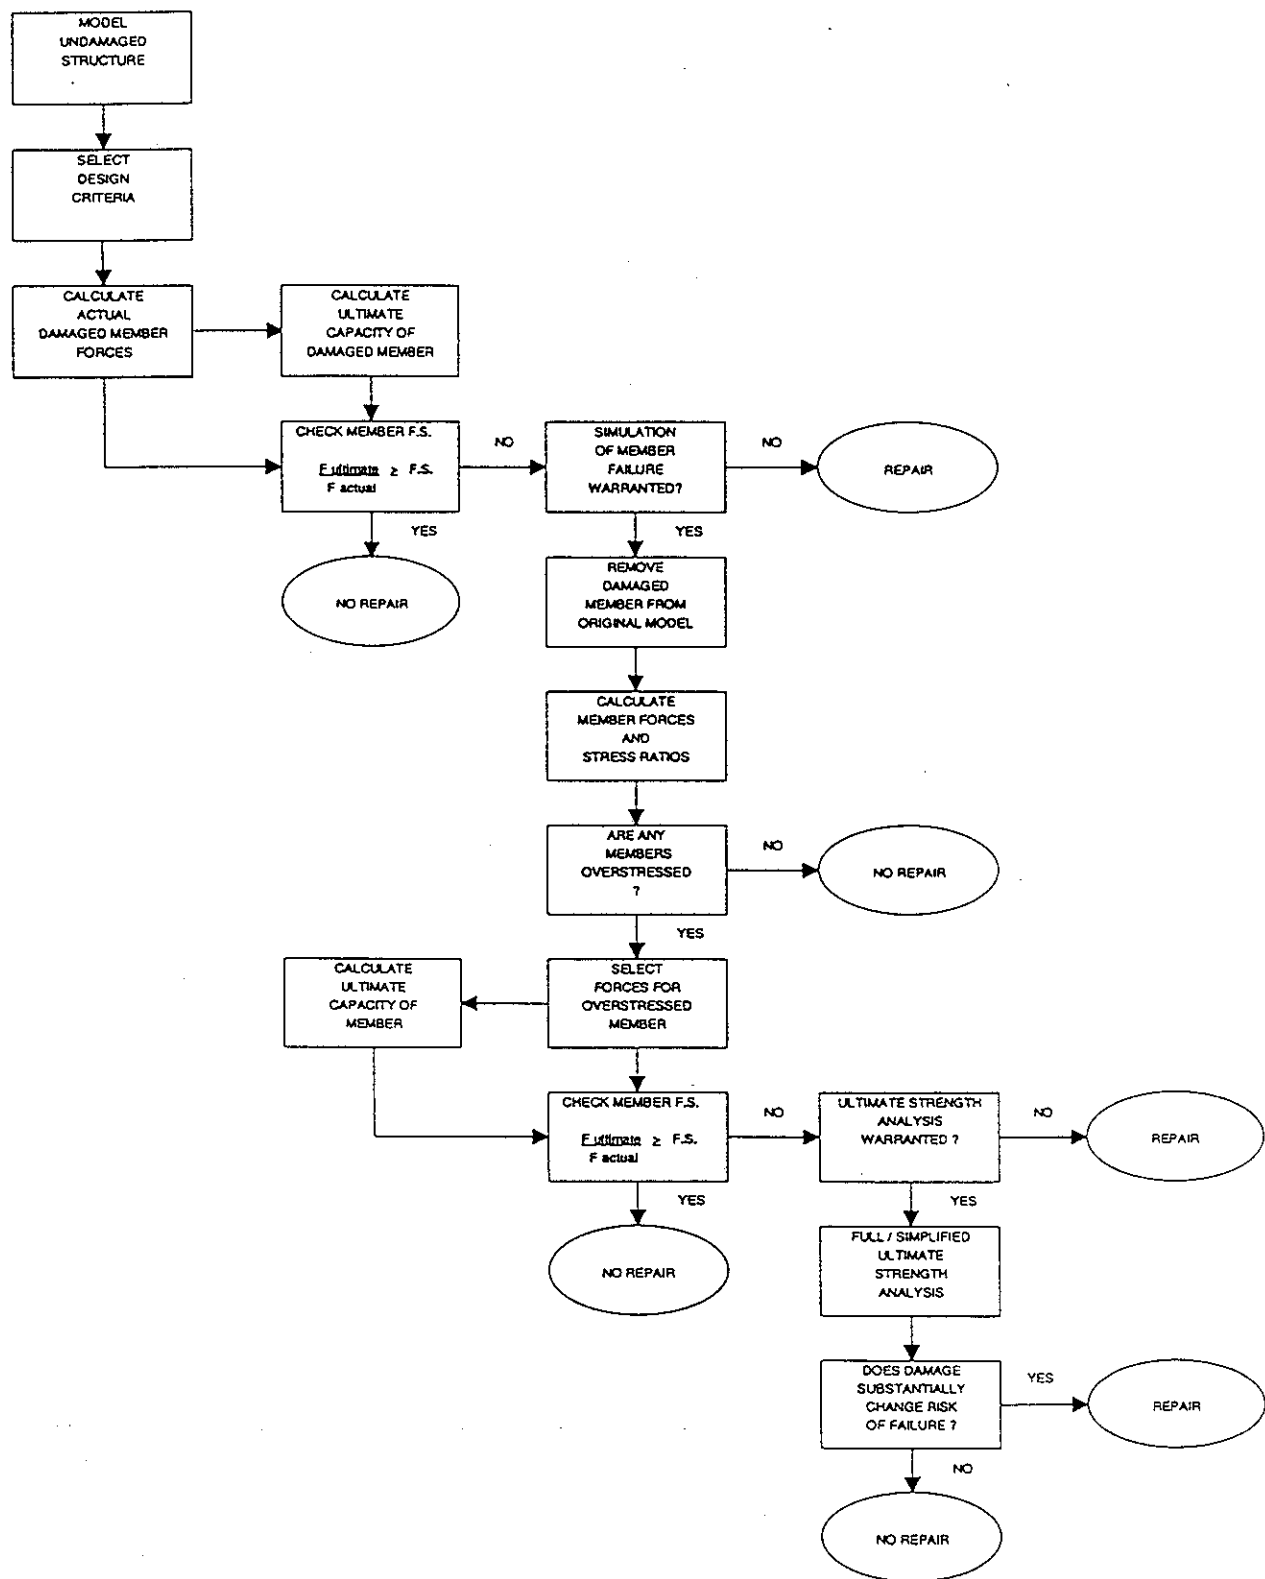 MODEL
UNDAMAGED
STRUCTURE
SELECT
DESIGN
CRITERIA
CALCULATE
ACTUAL
DAMAGED MEMBER
FORCES
CALCULATE
ULTIMATE
CAPACITY OF
DAMAGED MEMBER
CHECK MEMBER F.S.
F ultimate ≥ F.S.
F actual
NO
SIMULATION
OF MEMBER
FAILURE
WARRANTED?
NO
REPAIR
YES
NO REPAIR
YES
REMOVE
DAMAGED
MEMBER FROM
ORIGINAL MODEL
CALCULATE
MEMBER FORCES
AND
STRESS RATIOS
ARE ANY
MEMBERS
OVERSTRESSED
?
NO
NO REPAIR
YES
CALCULATE
ULTIMATE
CAPACITY OF
MEMBER
SELECT
FORCES FOR
OVERSTRESSED
MEMBER
CHECK MEMBER F.S.
F ultimate ≥ F.S.
F actual
NO
ULTIMATE STRENGTH
ANALYSIS
WARRANTED ?
NO
REPAIR
YES
NO REPAIR
YES
FULL / SIMPLIFIED
ULTIMATE
STRENGTH
ANALYSIS
DOES DAMAGE
SUBSTANTIALLY
CHANGE RISK
OF FAILURE ?
YES
REPAIR
NO
NO REPAIR